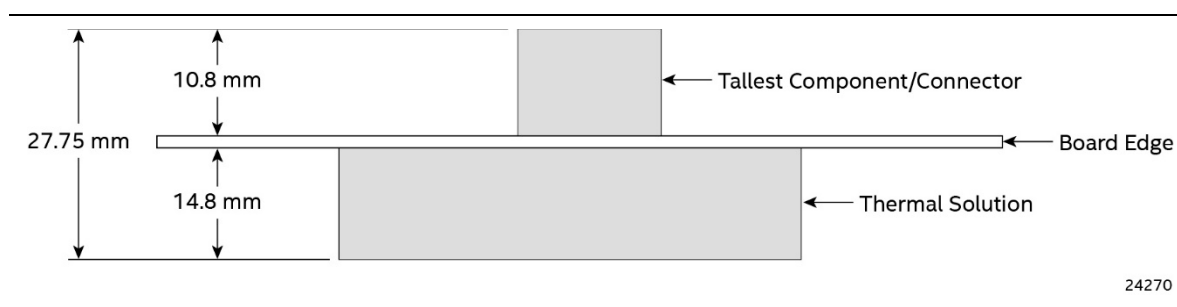 10.8 mm
Tallest Component/Connector
27.75 mm
Board Edge
14.8 mm
Thermal Solution
24270